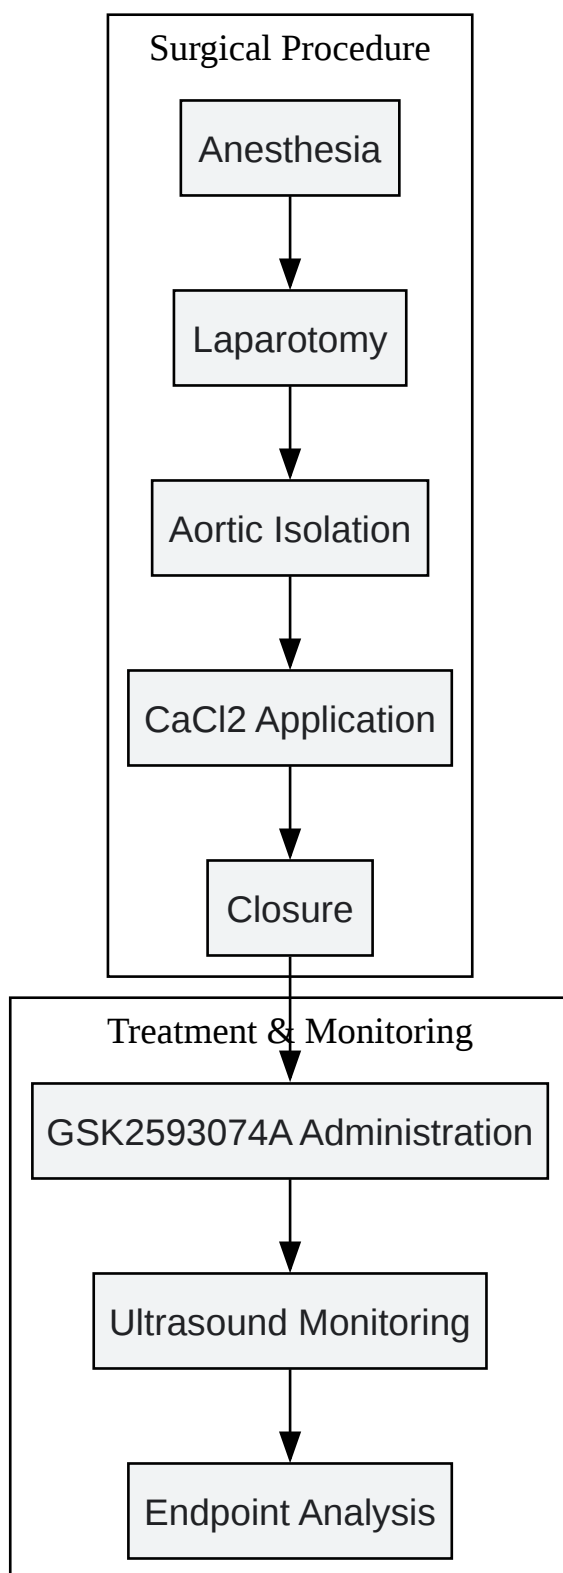 Surgical Procedure
Anesthesia
Laparotomy
Aortic Isolation
CaCl2 Application
Closure
Treatment & Monitoring
GSK2593074A Administration
Ultrasound Monitoring
Endpoint Analysis